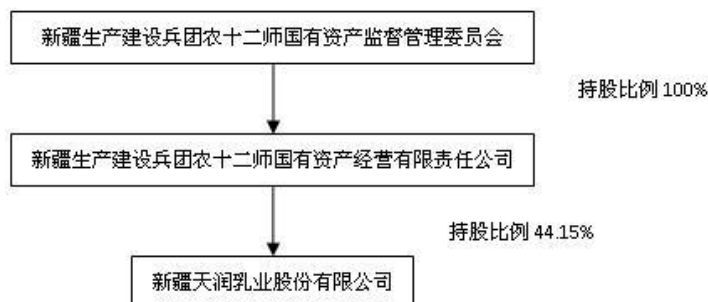 新疆生产建设兵团农十二师国有资产监督管理委员会
持股比例 100%
新疆生产建设兵团农十二师国有资产经营有限责任公司
持股比例 44.15%
新疆天润乳业股份有限公司